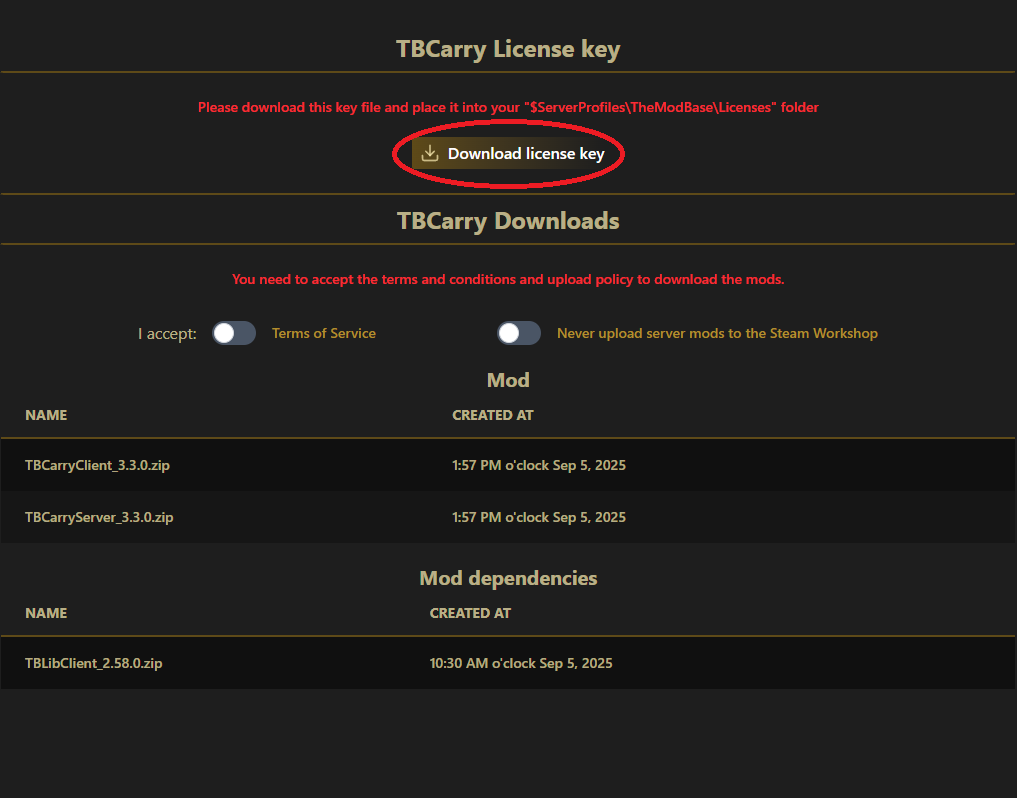 TBCarry License key
Please download this key file and place it into your "$ServerProfiles\TheModBase\Licenses" folder
Download license key
TBCarry Downloads
You need to accept the terms and conditions and upload policy to download the mods.
I accept: Terms of Service Never upload server mods to the Steam Workshop
Mod
NAME CREATED AT
TBCarryClient_3.3.0.zip 1:57 PM o'clock Sep 5, 2025
TBCarryServer_3.3.0.zip 1:57 PM o'clock Sep 5, 2025
Mod dependencies
NAME CREATED AT
TBLibClient_2.58.0.zip 10:30 AM o'clock Sep 5, 2025